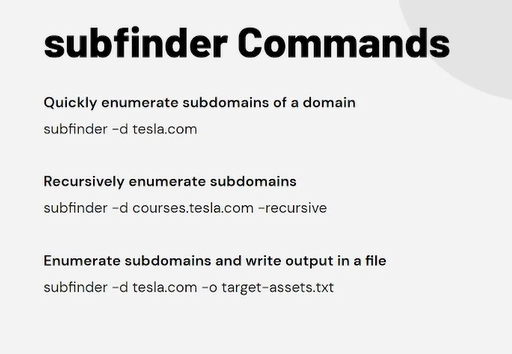 subfinder Commands
Quickly enumerate subdomains of a domain
subfinder -d tesla.com
Recursively enumerate subdomains
subfinder -d courses.tesla.com -recursive
Enumerate subdomains and write output in a file
subfinder -d tesla.com -o target-assets.txt